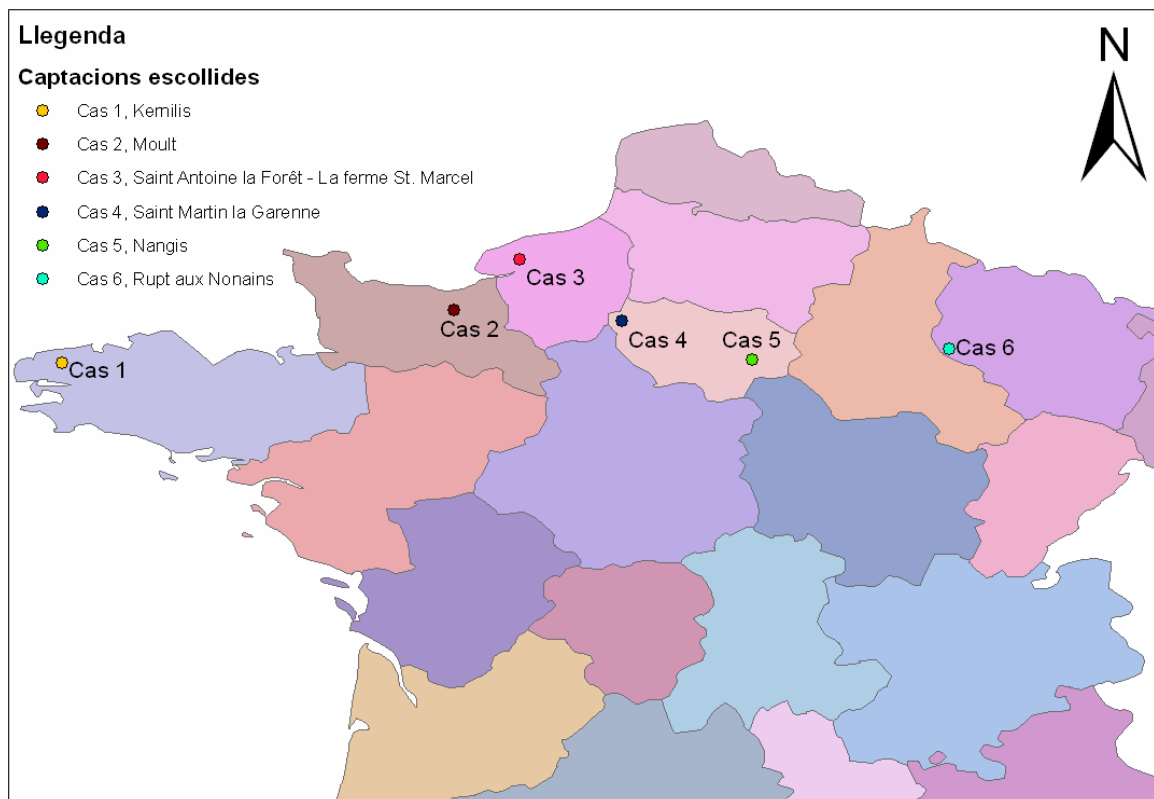 Llegenda
Captacions escollides
Cas 1, Kernilis
Cas 2, Moult
Cas 3, Saint Antoine la Forêt - La ferme St. Marcel
Cas 4, Saint Martin la Garenne
Cas 5, Nangis
Cas 6, Rupt aux Nonains
N
Cas 3
Cas 2
Cas 4
Cas 5
Cas 6
Cas 1